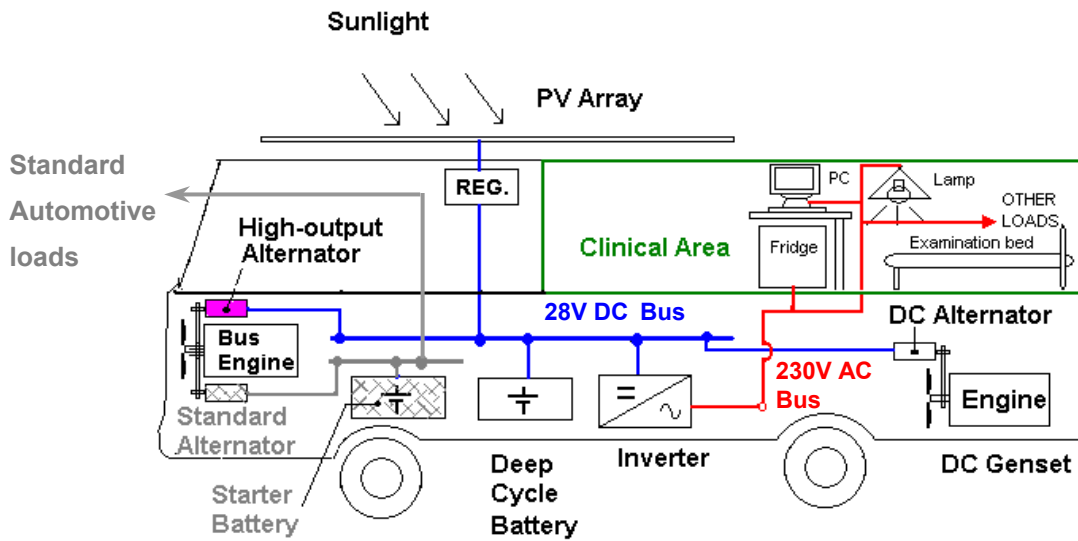 Sunlight
PV Array
Standard
Automotive
loads
REG.
High-output
Alternator
Clinical Area
PC
Lamp
OTHER
LOADS
Fridge
Examination bed
28V DC  Bus
DC Alternator
Bus
Engine
230V AC
Bus
Engine
Standard
Alternator
Starter
Battery
Deep
Cycle
Battery
Inverter
DC Genset